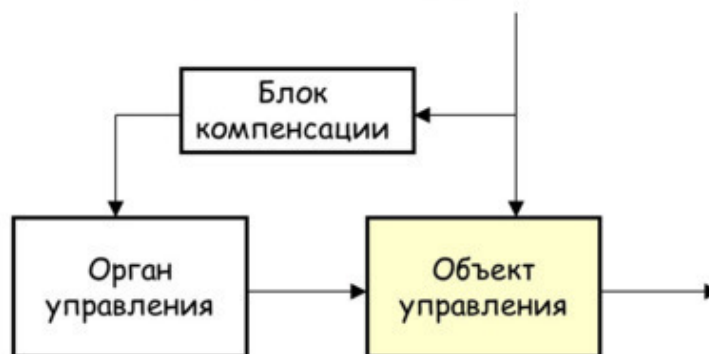 Блок
компенсации
Орган
управления
Объект
управления